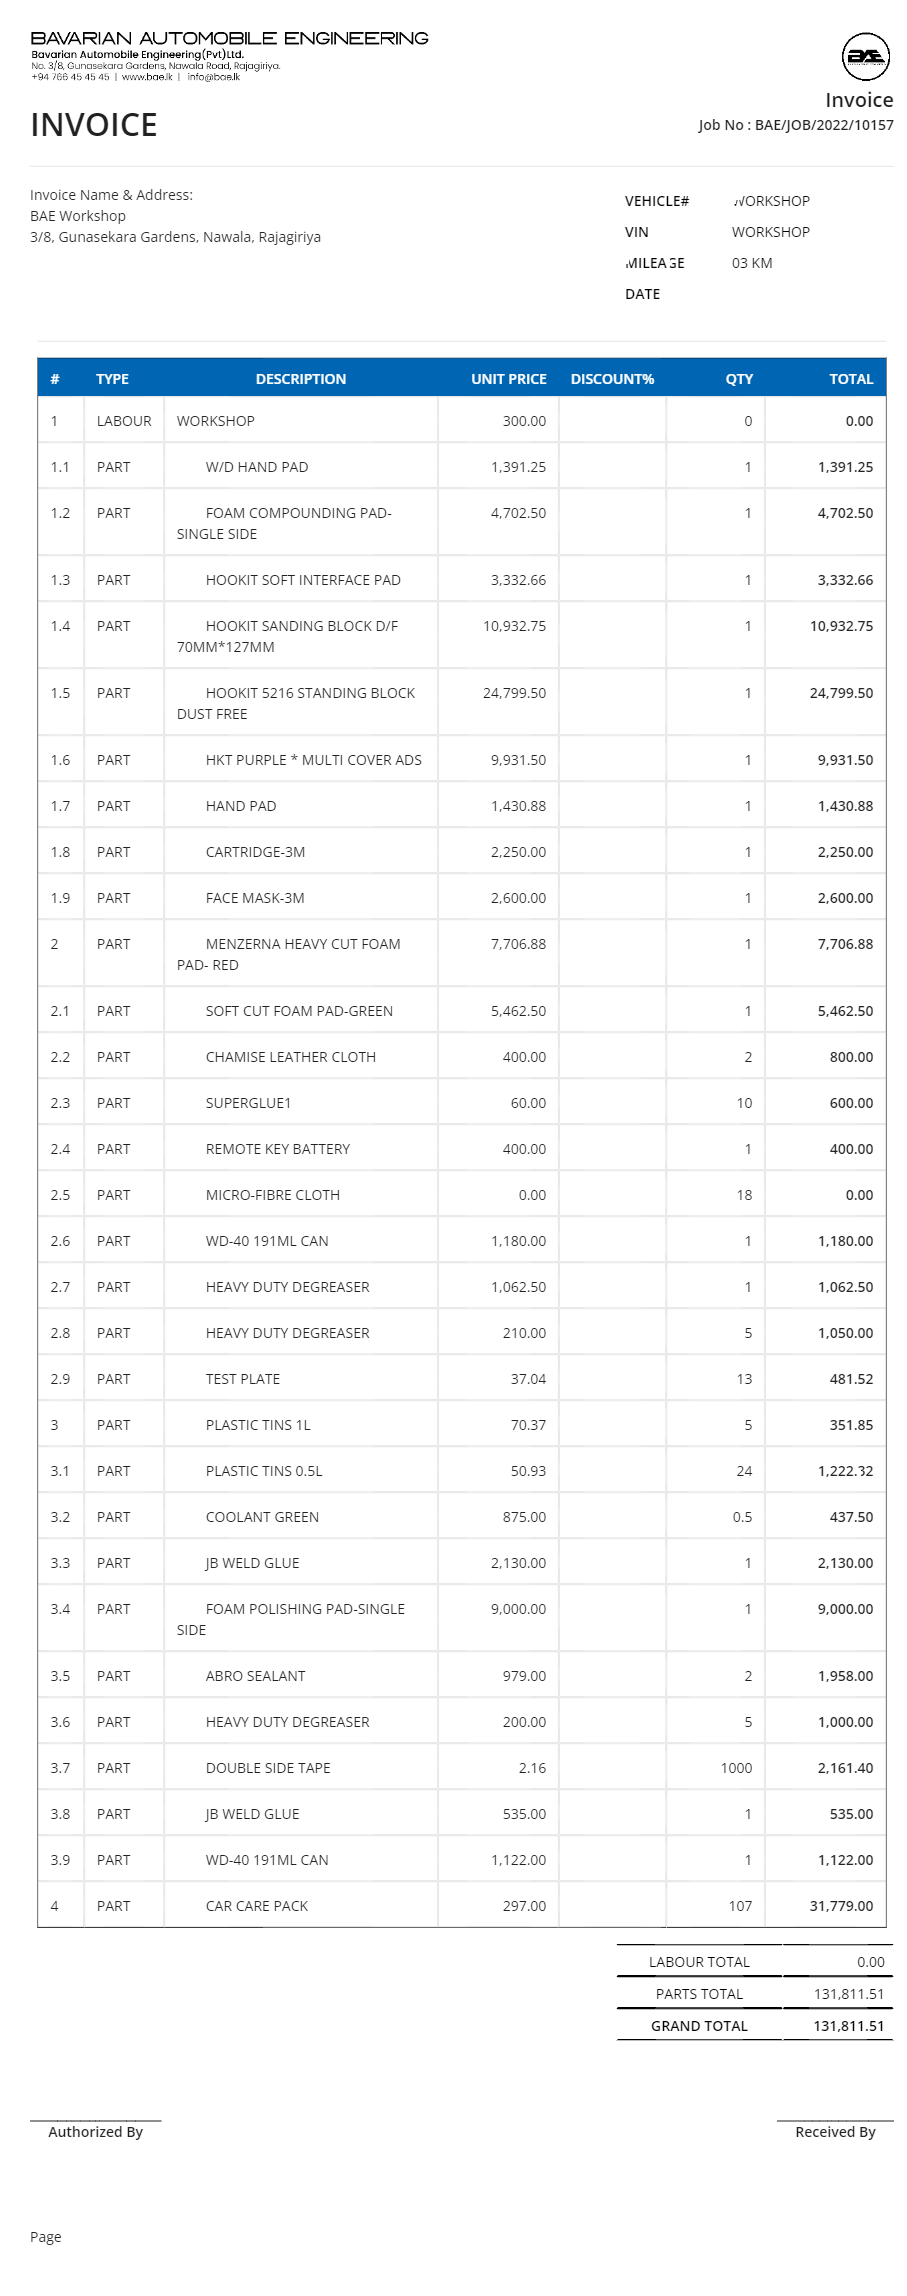 BAVARIAN AUTOMOBILE ENGINEERING
Bavarian Automobile Engineering(Pvt)Ltd.
No. 3/8, Gunasekara Gardens, Nawala Road, Rajagiriya.
+94 766 45 45 45 | www.bae.lk | info@bae.lk
BAE
Invoice
INVOICE
Job No : BAE/JOB/2022/10157
Invoice Name & Address:
BAE Workshop
3/8, Gunasekara Gardens, Nawala, Rajagiriya
VEHICLE# WORKSHOP
VIN WORKSHOP
MILEAGE 03 KM
DATE
# TYPE DESCRIPTION UNIT PRICE DISCOUNT% QTY TOTAL
1 LABOUR WORKSHOP 300.00 0 0.00
1.1 PART W/D HAND PAD 1,391.25 1 1,391.25
1.2 PART FOAM COMPOUNDING PAD- 4,702.50 1 4,702.50
SINGLE SIDE
1.3 PART HOOKIT SOFT INTERFACE PAD 3,332.66 1 3,332.66
1.4 PART HOOKIT SANDING BLOCK D/F 10,932.75 1 10,932.75
70MM*127MM
1.5 PART HOOKIT 5216 STANDING BLOCK 24,799.50 1 24,799.50
DUST FREE
1.6 PART HKT PURPLE * MULTI COVER ADS 9,931.50 1 9,931.50
1.7 PART HAND PAD 1,430.88 1 1,430.88
1.8 PART CARTRIDGE-3M 2,250.00 1 2,250.00
1.9 PART FACE MASK-3M 2,600.00 1 2,600.00
2 PART MENZERNA HEAVY CUT FOAM 7,706.88 1 7,706.88
PAD- RED
2.1 PART SOFT CUT FOAM PAD-GREEN 5,462.50 1 5,462.50
2.2 PART CHAMISE LEATHER CLOTH 400.00 2 800.00
2.3 PART SUPERGLUE1 60.00 10 600.00
2.4 PART REMOTE KEY BATTERY 400.00 1 400.00
2.5 PART MICRO-FIBRE CLOTH 0.00 18 0.00
2.6 PART WD-40 191ML CAN 1,180.00 1 1,180.00
2.7 PART HEAVY DUTY DEGREASER 1,062.50 1 1,062.50
2.8 PART HEAVY DUTY DEGREASER 210.00 5 1,050.00
2.9 PART TEST PLATE 37.04 13 481.52
3 PART PLASTIC TINS 1L 70.37 5 351.85
3.1 PART PLASTIC TINS 0.5L 50.93 24 1,222.32
3.2 PART COOLANT GREEN 875.00 0.5 437.50
3.3 PART JB WELD GLUE 2,130.00 1 2,130.00
3.4 PART FOAM POLISHING PAD-SINGLE 9,000.00 1 9,000.00
SIDE
3.5 PART ABRO SEALANT 979.00 2 1,958.00
3.6 PART HEAVY DUTY DEGREASER 200.00 5 1,000.00
3.7 PART DOUBLE SIDE TAPE 2.16 1000 2,161.40
3.8 PART JB WELD GLUE 535.00 1 535.00
3.9 PART WD-40 191ML CAN 1,122.00 1 1,122.00
4 PART CAR CARE PACK 297.00 107 31,779.00
LABOUR TOTAL 0.00
PARTS TOTAL 131,811.51
GRAND TOTAL 131,811.51
Authorized By Received By
Page